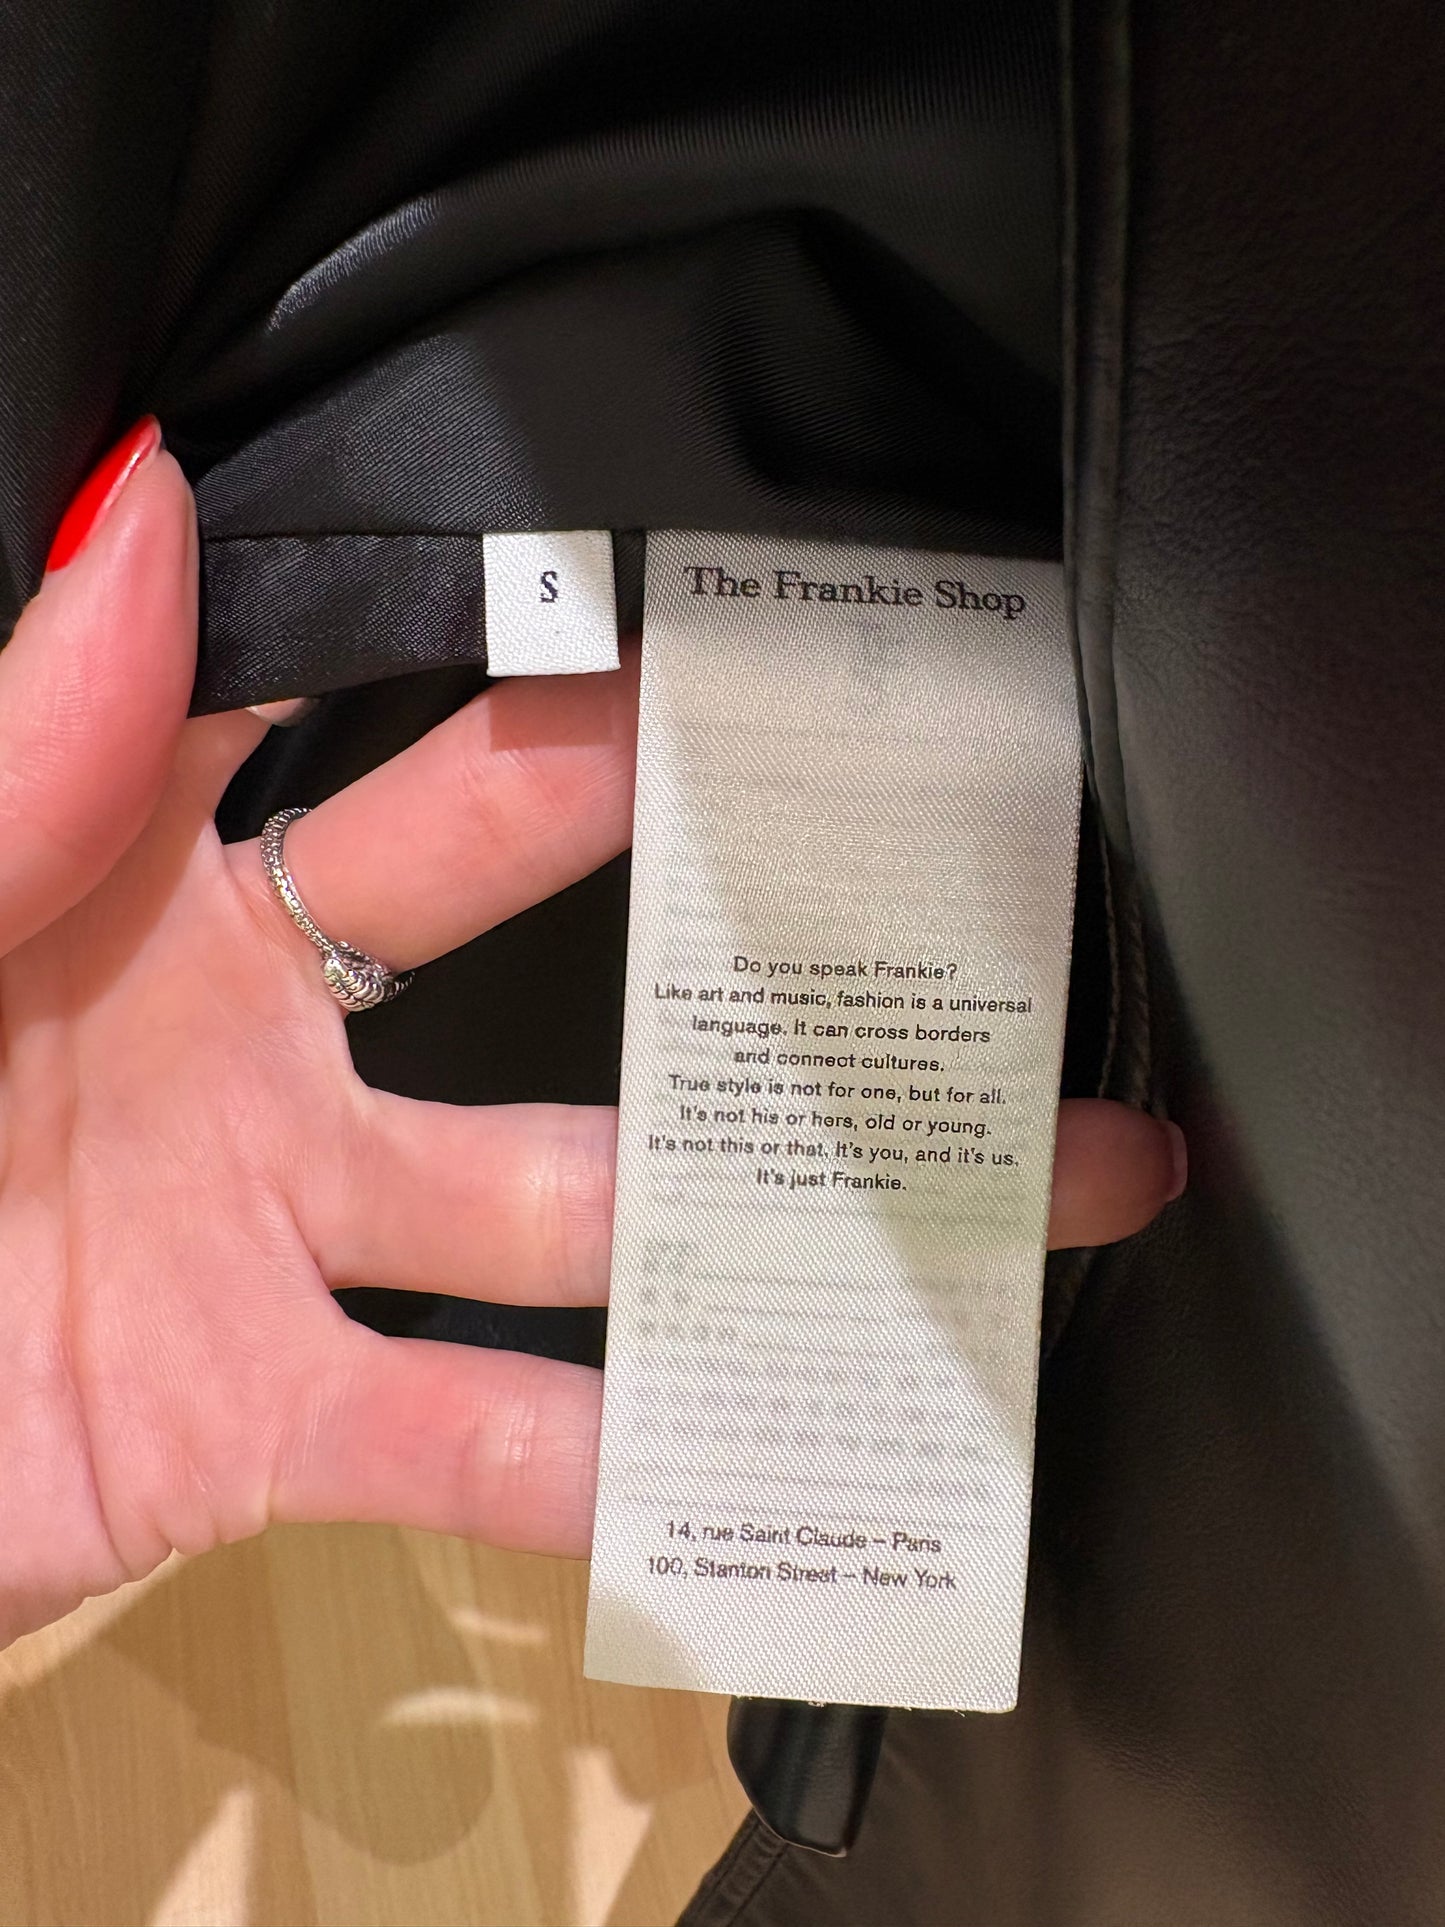 S
The Frankie Shop
Do you speak Frankie?
Like art and music, fashion is a universal
language. It can cross borders
and connect cultures.
True style is not for one, but for all.
It's not his or hers, old or young.
It's not this or that. It's you, and it's us.
It's just Frankie.
14, rue Saint Claude – Paris
100, Stanton Street – New York